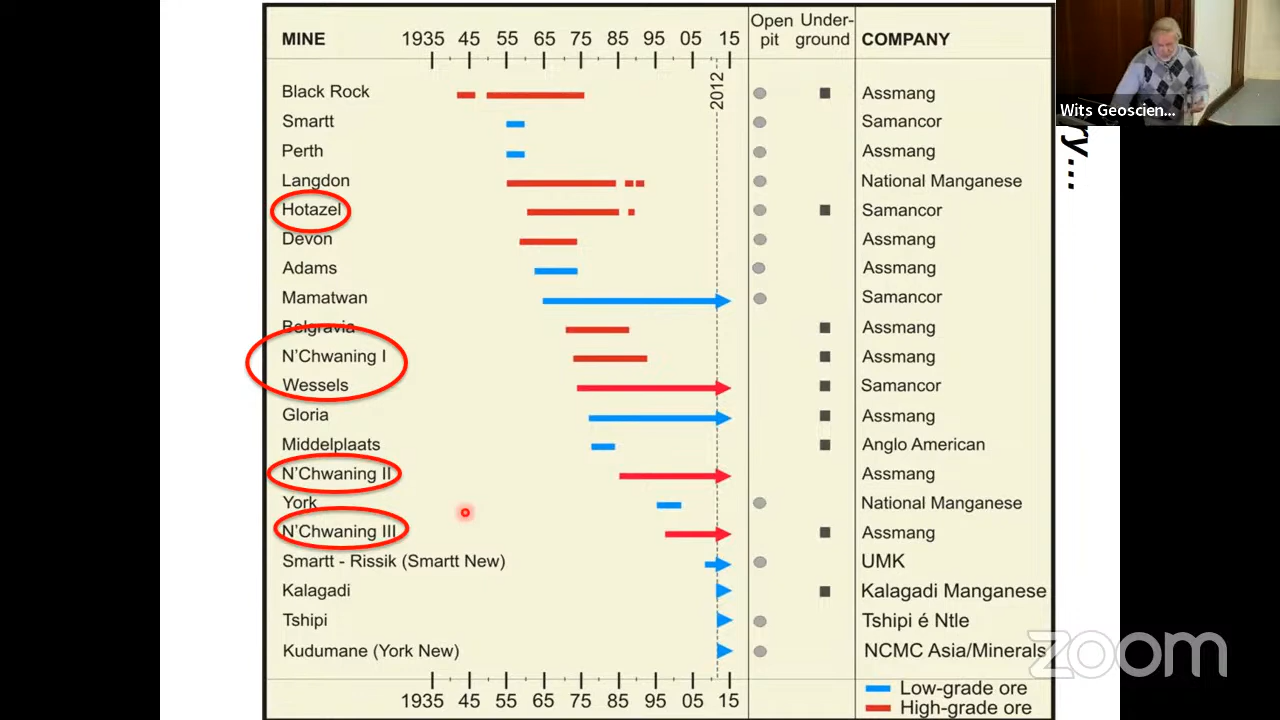 MINE 1935 45 55 65 75 85 95 05 15 Open pit Under-ground COMPANY
2012
Black Rock Assmang
Smartt Samancor
Perth Assmang
Langdon National Manganese
Hotazel Samancor
Devon Assmang
Adams Assmang
Mamatwan Samancor
Belgravia Assmang
N'Chwaning I Assmang
Wessels Samancor
Gloria Assmang
Middelplaats Anglo American
N'Chwaning II Assmang
York National Manganese
N'Chwaning III Assmang
Smartt - Rissik (Smartt New) UMK
Kalagadi Kalagadi Manganese
Tshipi Tshipi é Ntle
Kudumane (York New) NCMC Asia/Minerals
1935 45 55 65 75 85 95 05 15
Low-grade ore
High-grade ore
Wits Geoscien...
ry...
zoom